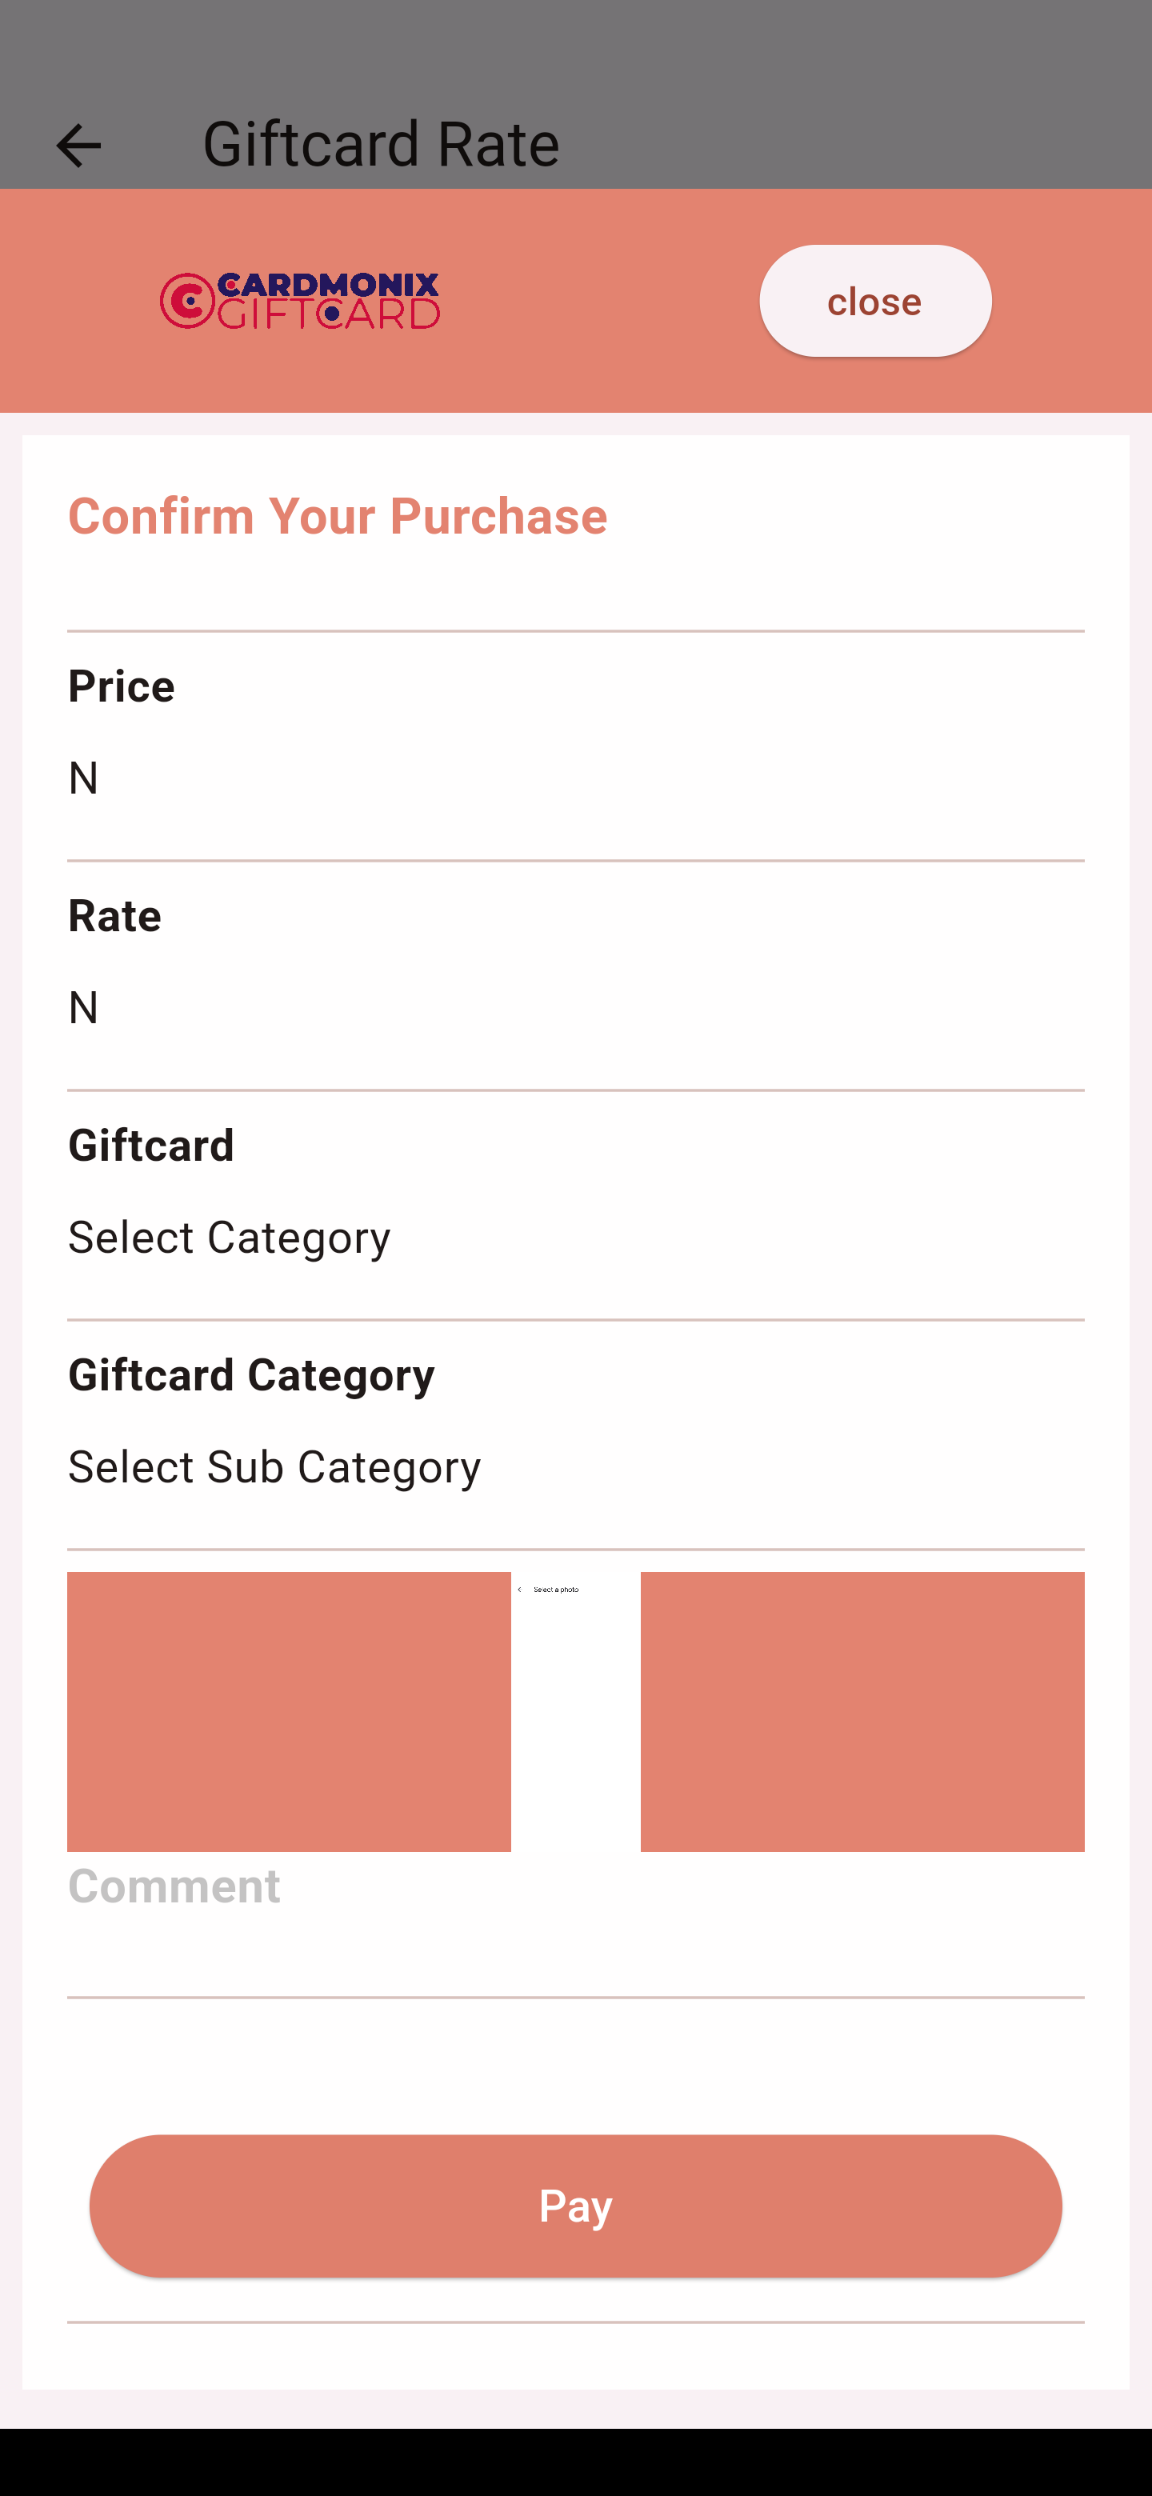 Giftcard Rate
CARDMONIX
GIFTCARD
close
Confirm Your Purchase
Price
N
Rate
N
Giftcard
Select Category
Giftcard Category
Select Sub Category
Select a photo
Comment
Pay